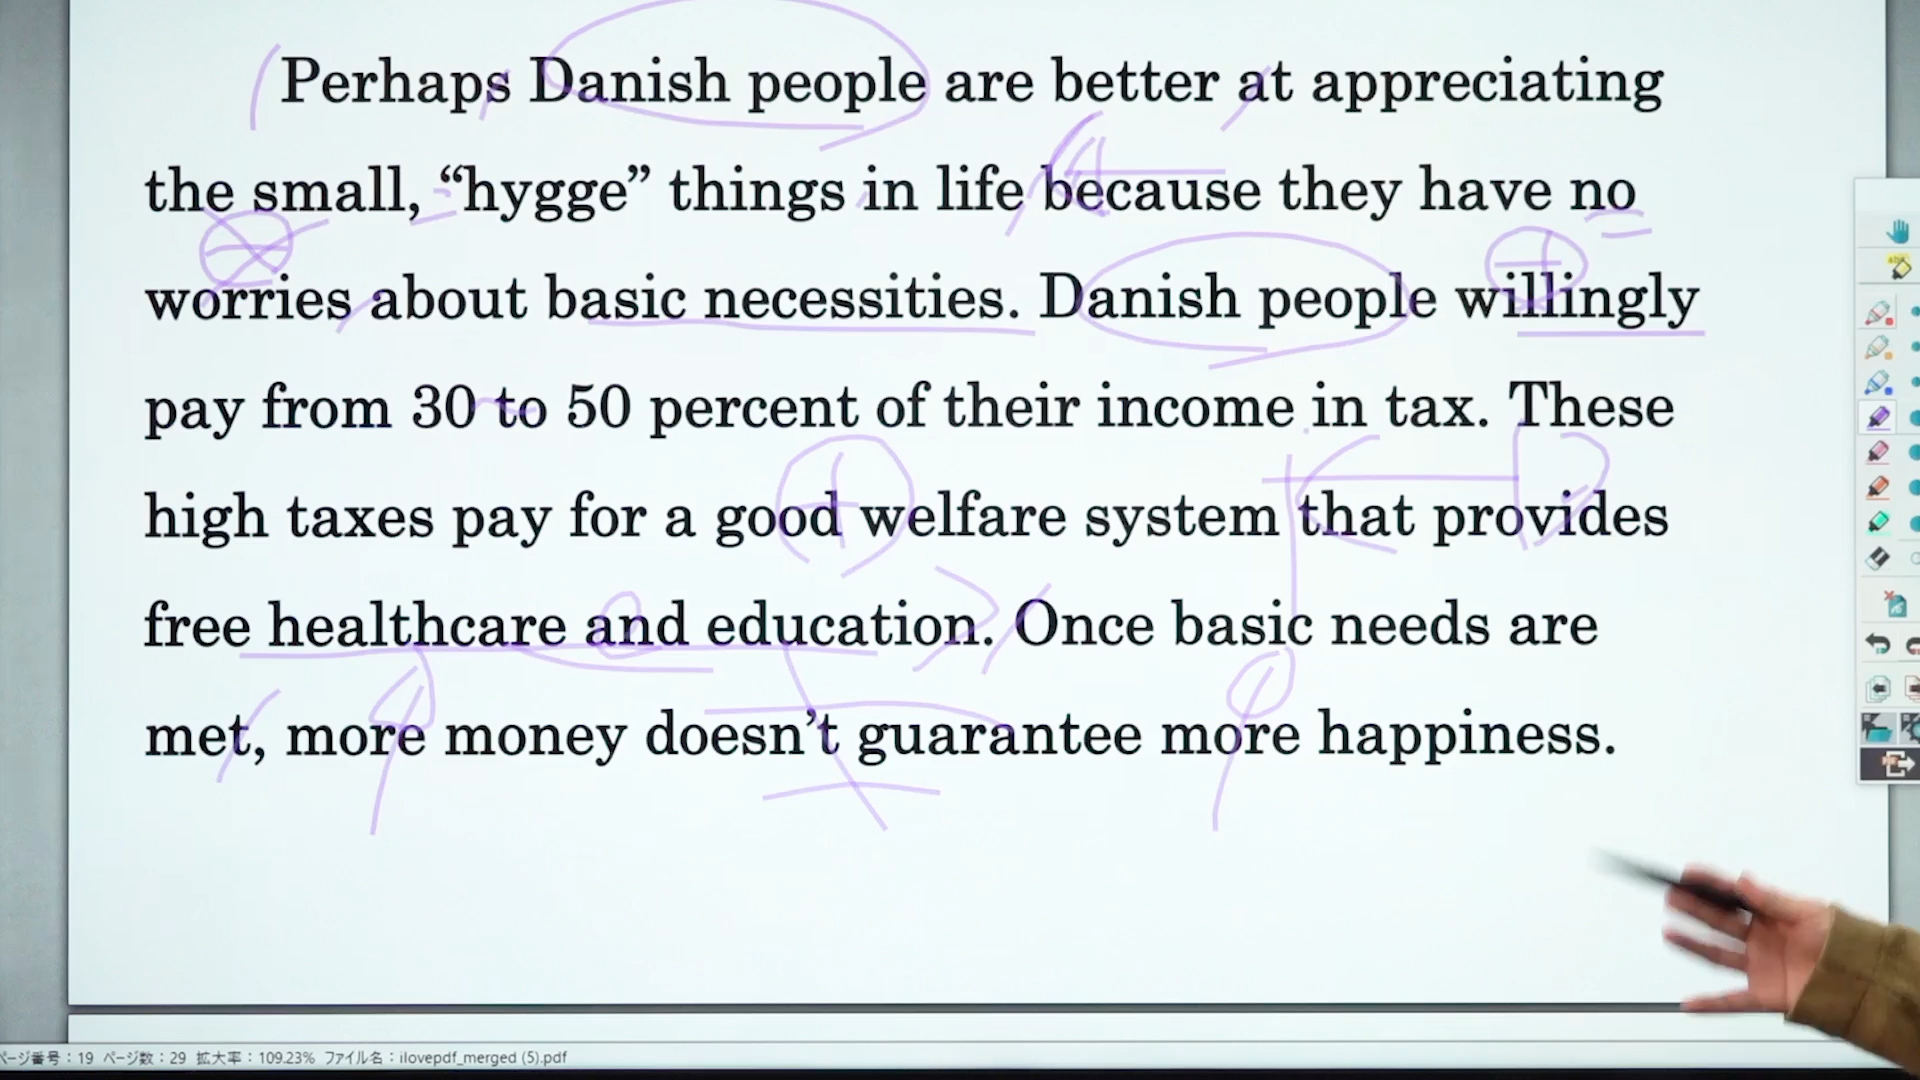 Perhaps Danish people are better at appreciating
the small, “hygge” things in life because they have no
worries about basic necessities. Danish people willingly
pay from 30 to 50 percent of their income in tax. These
high taxes pay for a good welfare system that provides
free healthcare and education. Once basic needs are
met, more money doesn’t guarantee more happiness.
ページ番号：19 ページ数：29 拡大率：109.23% ファイル名：ilovepdf_merged (5).pdf